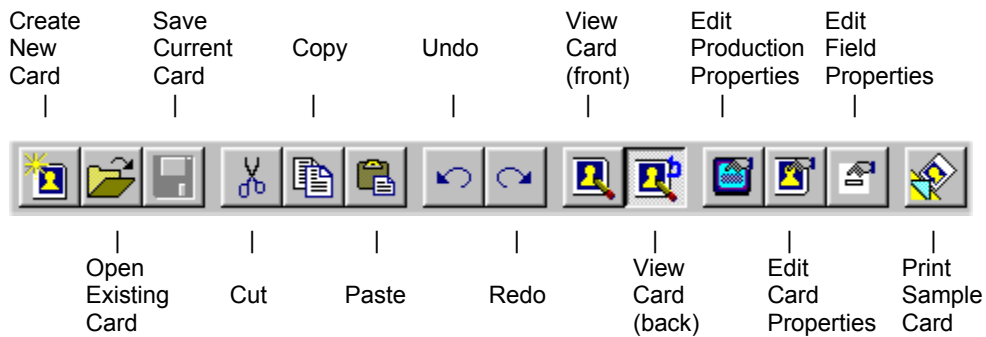 Create
New
Card
Save
Current
Card
Copy
Undo
View
Card
(front)
Edit
Production
Properties
Edit
Field
Properties
Open
Existing
Card
Cut
Paste
Redo
View
Card
(back)
Edit
Card
Properties
Print
Sample
Card